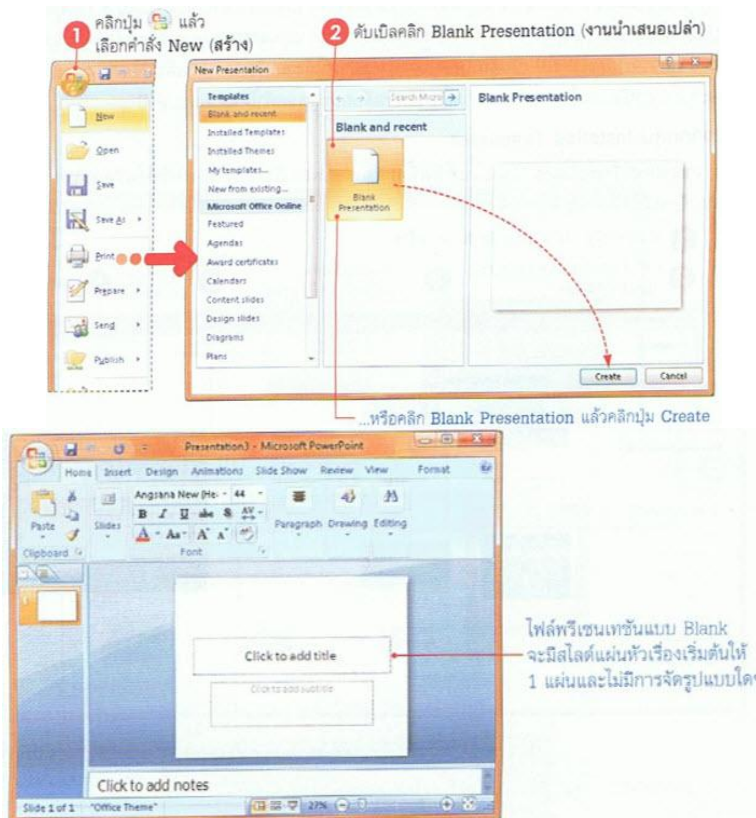 1 คลิกปุ่ม แล้ว
เลือกคำสั่ง New (สร้าง)
2 ดับเบิลคลิก Blank Presentation (งานนำเสนอเปล่า)
New
Open
Save
Save As
Print
Prepare
Send
Publish
New Presentation
Templates
Blank and recent
Installed Templates
Installed Themes
My templates...
New from existing...
Microsoft Office Online
Featured
Agendas
Award certificates
Calendars
Content slides
Design slides
Diagrams
Plans
Search Micro
Blank and recent
Blank
Presentation
Blank Presentation
Create Cancel
...หรือคลิก Blank Presentation แล้วคลิกปุ่ม Create
Presentation3 - Microsoft PowerPoint
Home Insert Design Animations Slide Show Review View Format
Paste
Clipboard
Slides
Angsana New (He 44
B I U abc S AV
A Aa A A
Font
Paragraph Drawing Editing
1
Click to add title
Click to add subtitle
Click to add notes
Slide 1 of 1 "Office Theme" 27%
ไฟล์พรีเซนเทชันแบบ Blank
จะมีสไลด์แผ่นหัวเรื่องเริ่มต้นให้
1 แผ่นและไม่มีการจัดรูปแบบใด